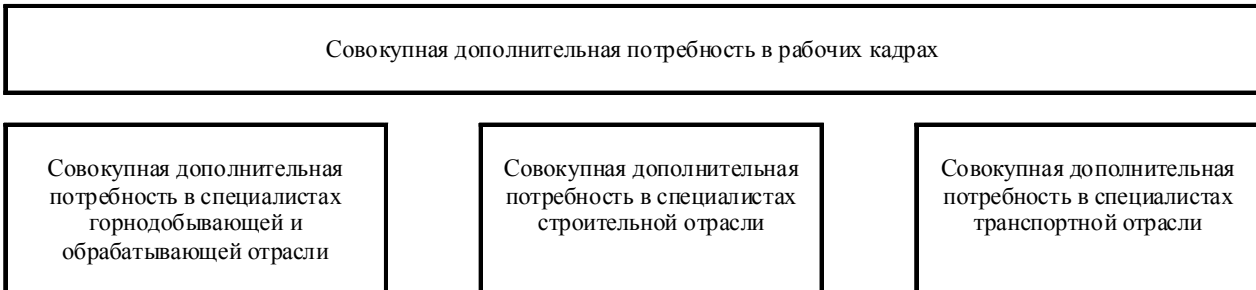 Совокупная дополнительная потребность в рабочих кадрах
Совокупная дополнительная
потребность в специалистах
горнодобывающей и
обрабатывающей отрасли
Совокупная дополнительная
потребность в специалистах
строительной отрасли
Совокупная дополнительная
потребность в специалистах
транспортной отрасли